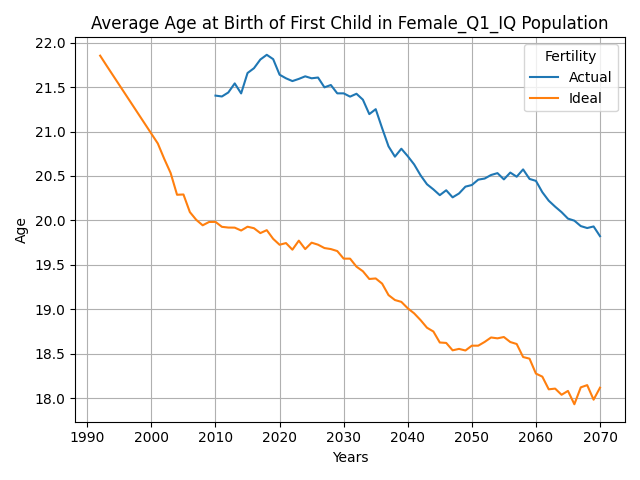 Average Age at Birth of First Child in Female_Q1_IQ Population
Fertility
Actual
Ideal
Age
22.0
21.5
21.0
20.5
20.0
19.5
19.0
18.5
18.0
1990 2000 2010 2020 2030 2040 2050 2060 2070
Years